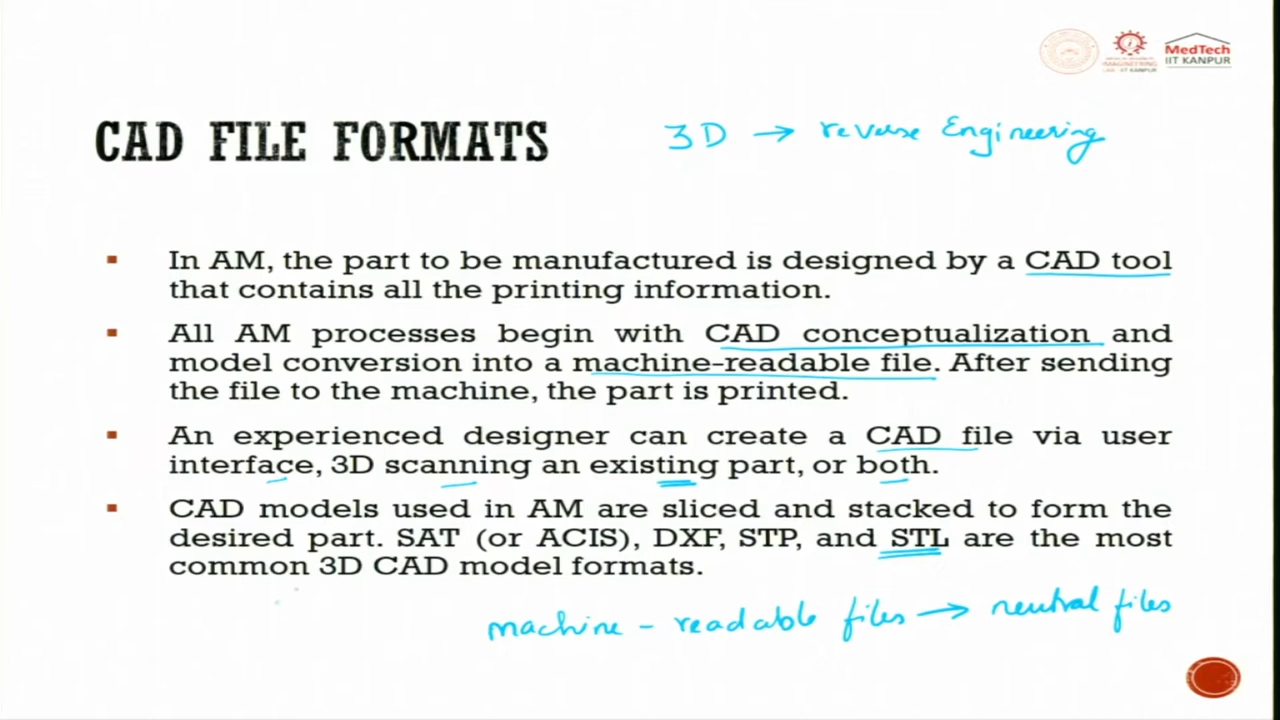 MedTech
IIT KANPUR
CAD FILE FORMATS
3D → reverse Engineering
▪ In AM, the part to be manufactured is designed by a CAD tool
that contains all the printing information.
▪ All AM processes begin with CAD conceptualization and
model conversion into a machine-readable file. After sending
the file to the machine, the part is printed.
▪ An experienced designer can create a CAD file via user
interface, 3D scanning an existing part, or both.
▪ CAD models used in AM are sliced and stacked to form the
desired part. SAT (or ACIS), DXF, STP, and STL are the most
common 3D CAD model formats.
machine - readable files → neutral files